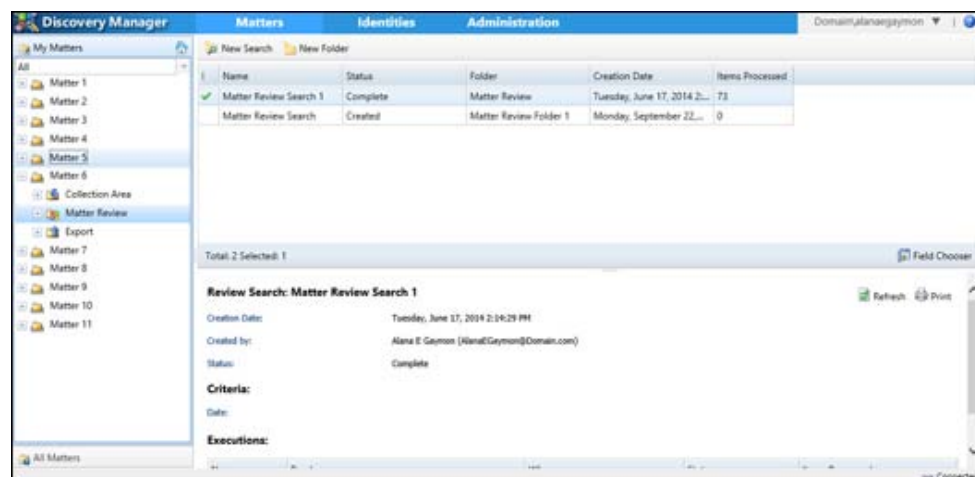 Discovery Manager Matters Identities Administration Domain\alanaegaymon
My Matters
New Search New Folder
All
Matter 1
Matter 2
Matter 3
Matter 4
Matter 5
Matter 6
Collection Area
Matter Review
Export
Matter 7
Matter 8
Matter 9
Matter 10
Matter 11
All Matters
Name Status Folder Creation Date Items Processed
Matter Review Search 1 Complete Matter Review Tuesday, June 17, 2014 2:... 73
Matter Review Search Created Matter Review Folder 1 Monday, September 22,... 0
Total: 2 Selected: 1 Field Chooser
Review Search: Matter Review Search 1
Refresh Print
Creation Date: Tuesday, June 17, 2014 2:14:29 PM
Created by: Alana E Gaymon (AlanaEGaymon@Domain.com)
Status: Complete
Criteria:
Date:
Executions: